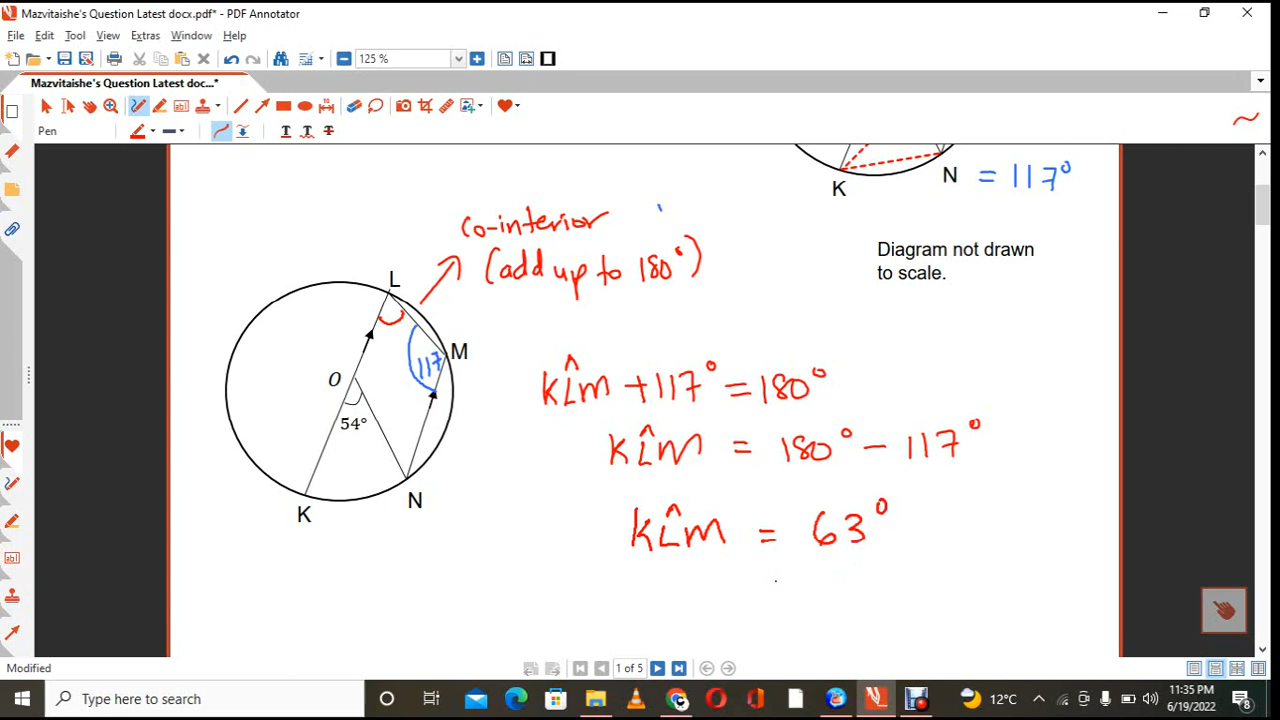 Mazvitaishe's Question Latest docx.pdf* - PDF Annotator
File Edit Tool View Extras Window Help
125 %
Mazvitaishe's Question Latest doc...*
Pen
K
N
= 117°
Co-interior
(add up to 180°)
Diagram not drawn
to scale.
L
M
117
O
54°
K
N
KL̂M + 117° = 180°
KL̂M = 180° - 117°
KL̂M = 63°
Modified
1 of 5
Type here to search
12°C
11:35 PM
6/19/2022
8